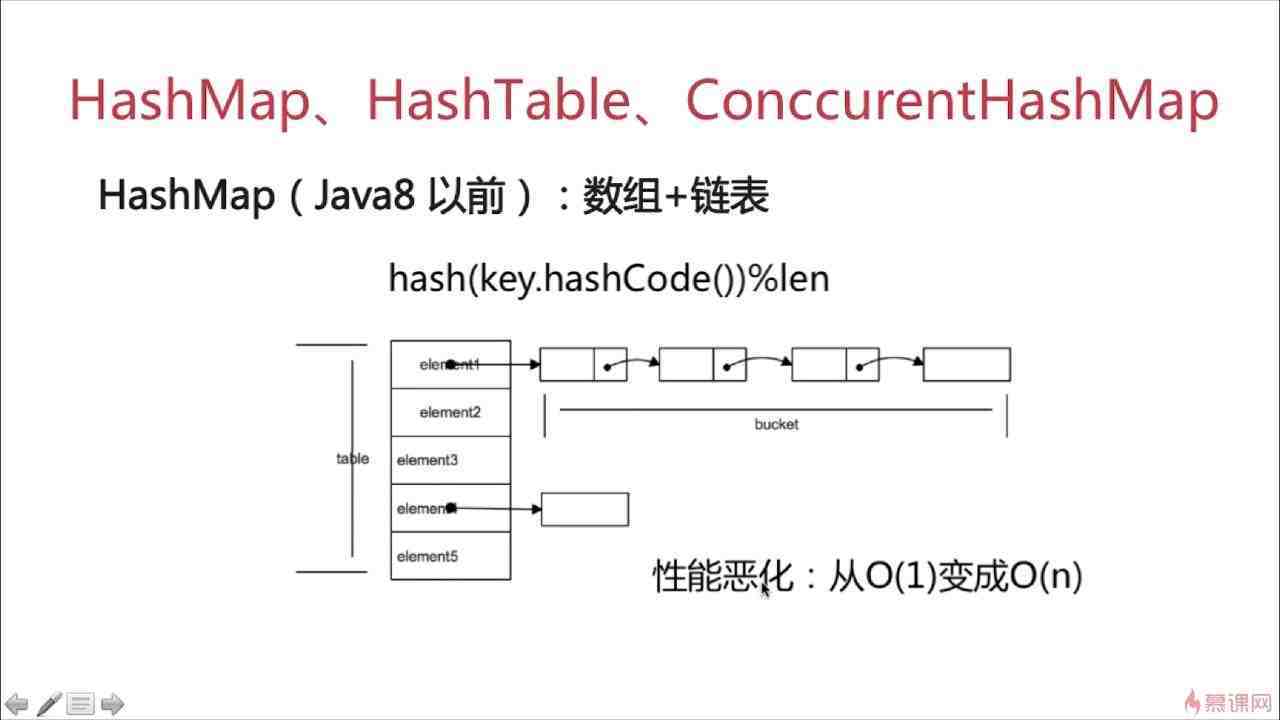 HashMap、HashTable、ConccurentHashMap
HashMap（Java8 以前）：数组+链表
hash(key.hashCode())%len
element1
element2
bucket
table
element3
element4
element5
性能恶化：从O(1)变成O(n)
慕课网